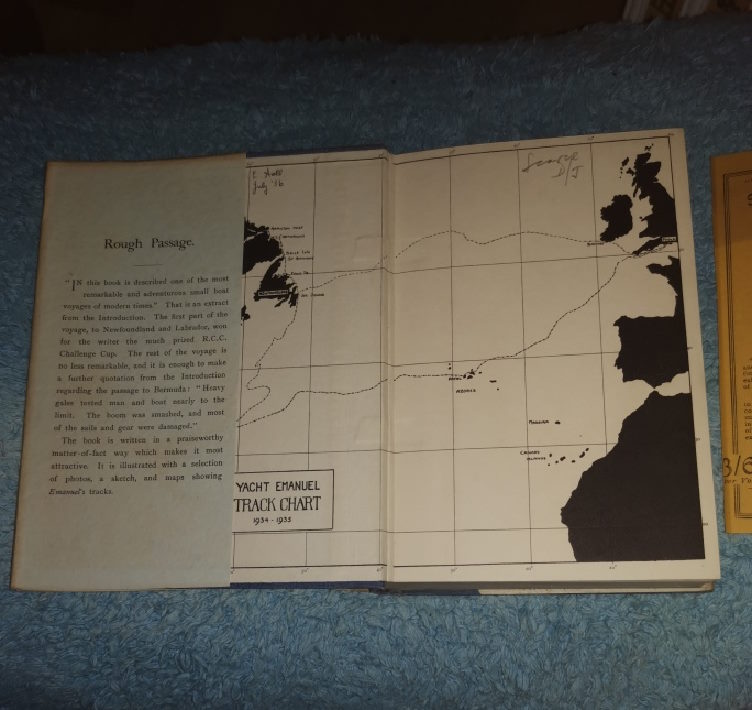 Rough Passage.
"IN this book is described one of the most
remarkable and adventurous small boat
voyages of modern times." That is an extract
from the Introduction. The first part of the
voyage, to Newfoundland and Labrador, won
for the writer the much prized R.C.C.
Challenge Cup. The rest of the voyage is
no less remarkable, and it is enough to make
a further quotation from the Introduction
regarding the passage to Bermuda: "Heavy
gales tested man and boat nearly to the
limit. The boom was smashed, and most
of the sails and gear were damaged."
The book is written in a praiseworthy
matter-of-fact way which makes it most
attractive. It is illustrated with a selection
of photos, a sketch, and maps showing
Emanuel's tracks.
July '86
YACHT EMANUEL
TRACK CHART
1934-1935
AZORES
MADEIRA
CANARY
ISLANDS
3/6